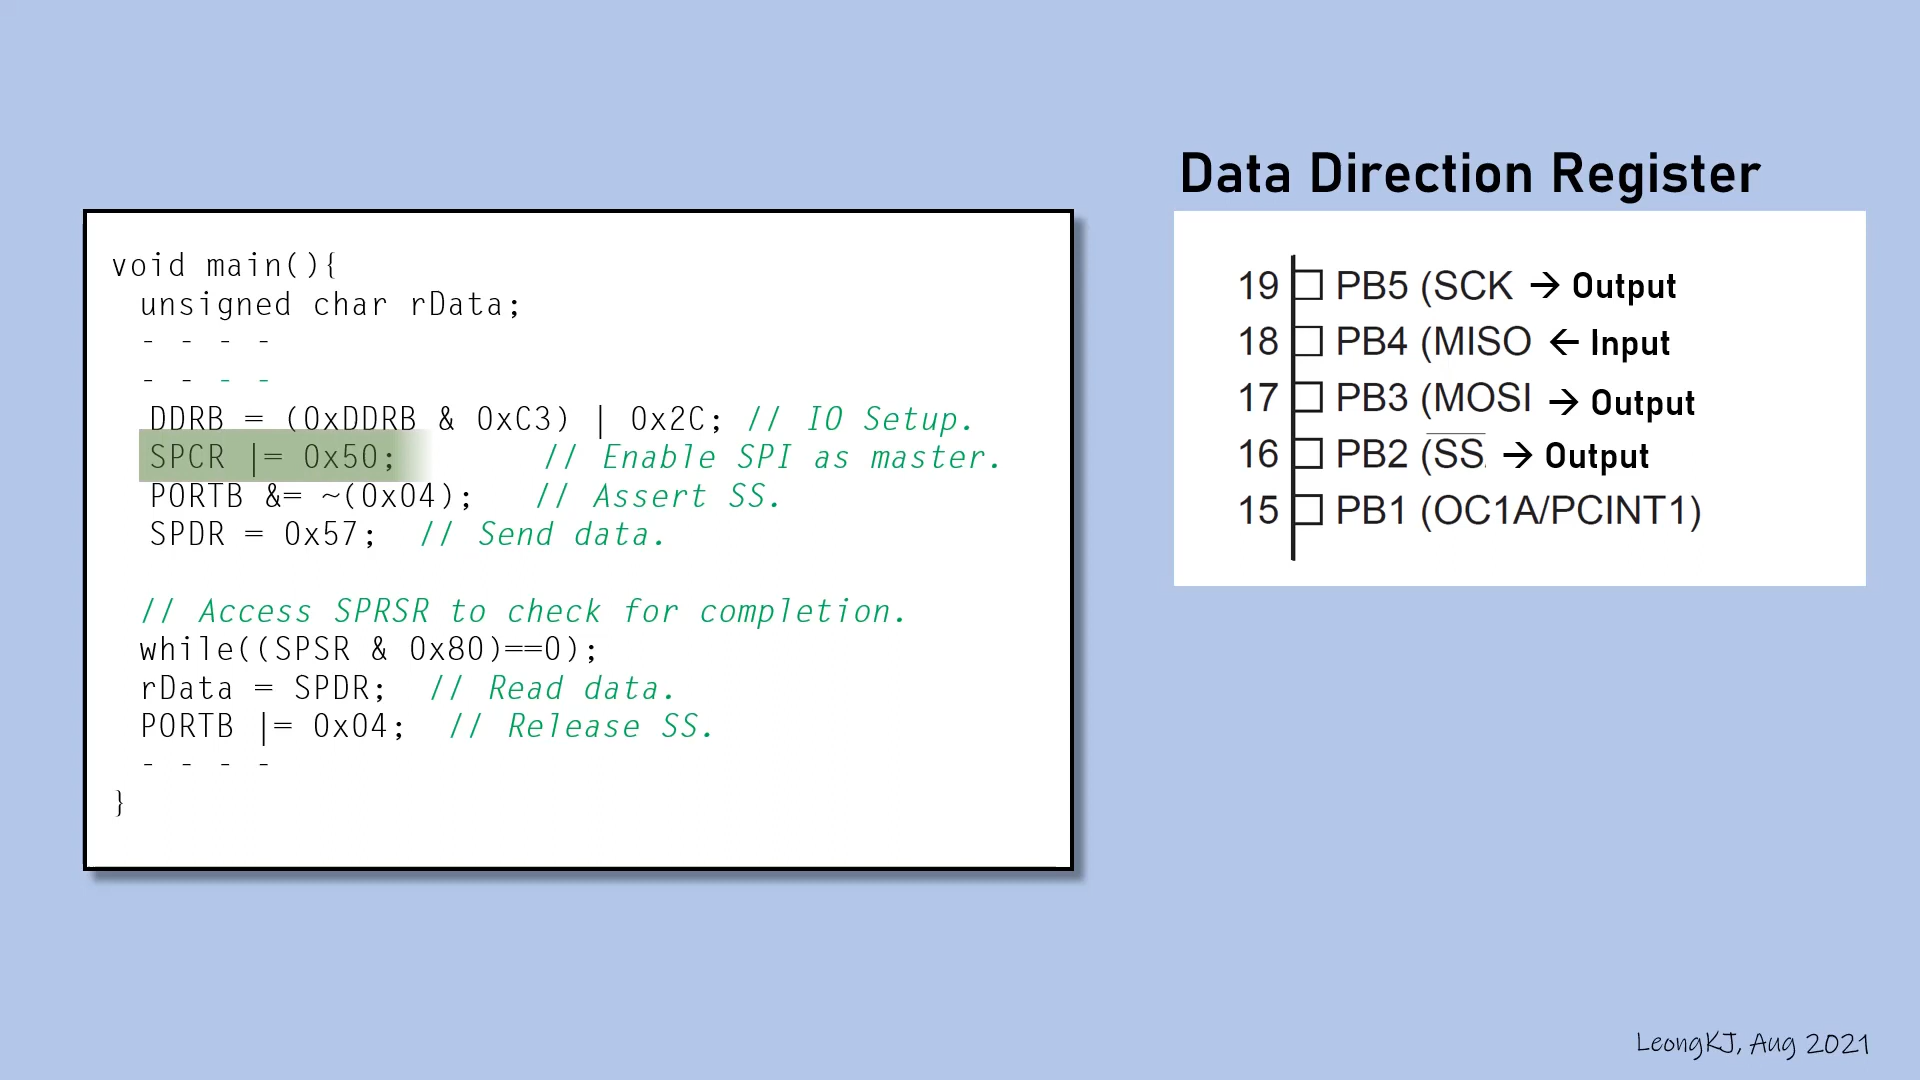 void main(){
unsigned char rData;
- - - -
- - - -
DDRB = (0xDDRB & 0xC3) | 0x2C; // IO Setup.
SPCR |= 0x50; // Enable SPI as master.
PORTB &= ~(0x04); // Assert SS.
SPDR = 0x57; // Send data.
// Access SPRSR to check for completion.
while((SPSR & 0x80)==0);
rData = SPDR; // Read data.
PORTB |= 0x04; // Release SS.
- - - -
}
Data Direction Register
19 PB5 (SCK → Output
18 PB4 (MISO ← Input
17 PB3 (MOSI → Output
16 PB2 (S̅S̅ → Output
15 PB1 (OC1A/PCINT1)
LeongKJ, Aug 2021